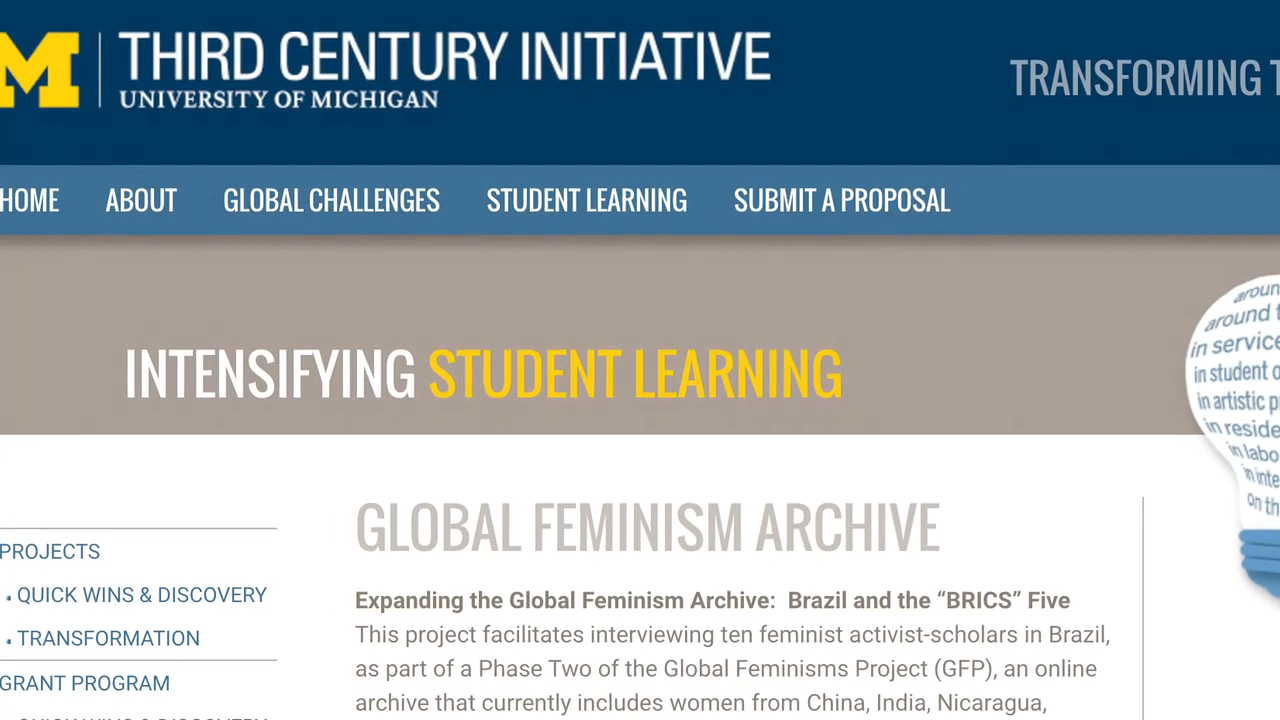 M
THIRD CENTURY INITIATIVE
UNIVERSITY OF MICHIGAN
TRANSFORMING
HOME ABOUT GLOBAL CHALLENGES STUDENT LEARNING SUBMIT A PROPOSAL
INTENSIFYING STUDENT LEARNING
around
in service
in student
in artistic
on
PROJECTS
QUICK WINS & DISCOVERY
TRANSFORMATION
GRANT PROGRAM
QUICK WINS & DISCOVERY
GLOBAL FEMINISM ARCHIVE
Expanding the Global Feminism Archive: Brazil and the “BRICS” Five
This project facilitates interviewing ten feminist activist-scholars in Brazil,
as part of a Phase Two of the Global Feminisms Project (GFP), an online
archive that currently includes women from China, India, Nicaragua,